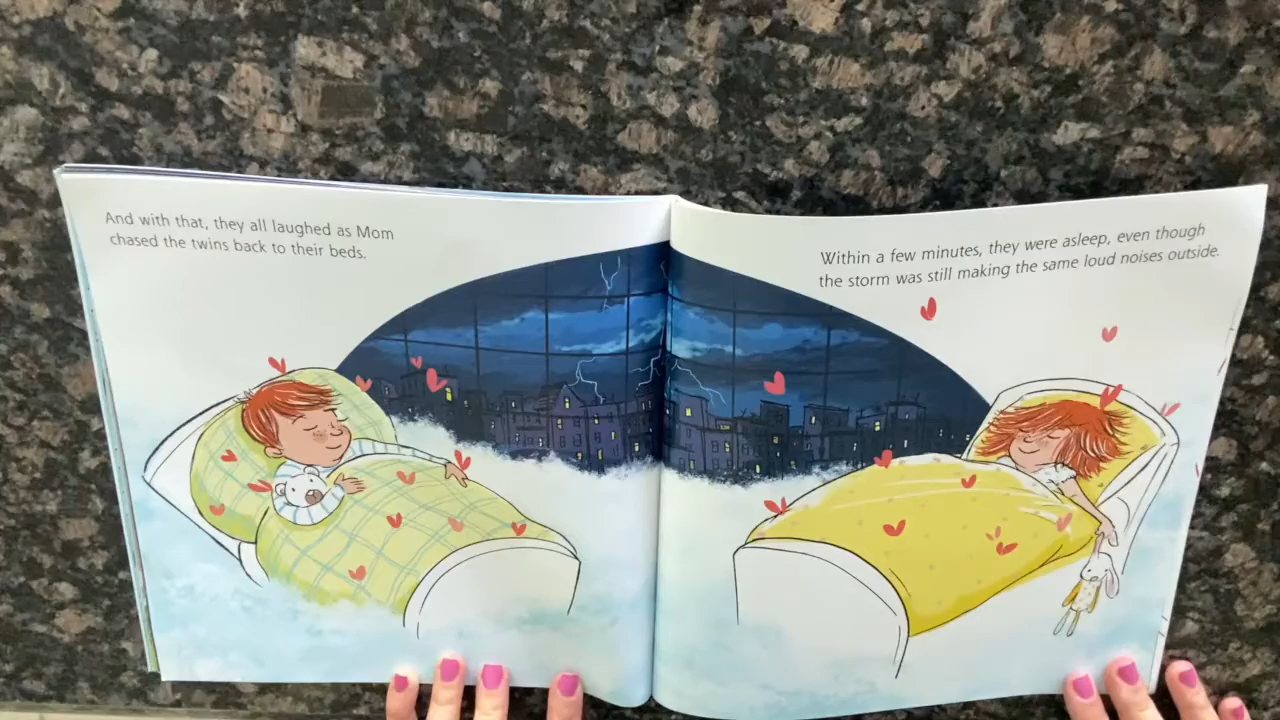 And with that, they all laughed as Mom
chased the twins back to their beds.
Within a few minutes, they were asleep, even though
the storm was still making the same loud noises outside.